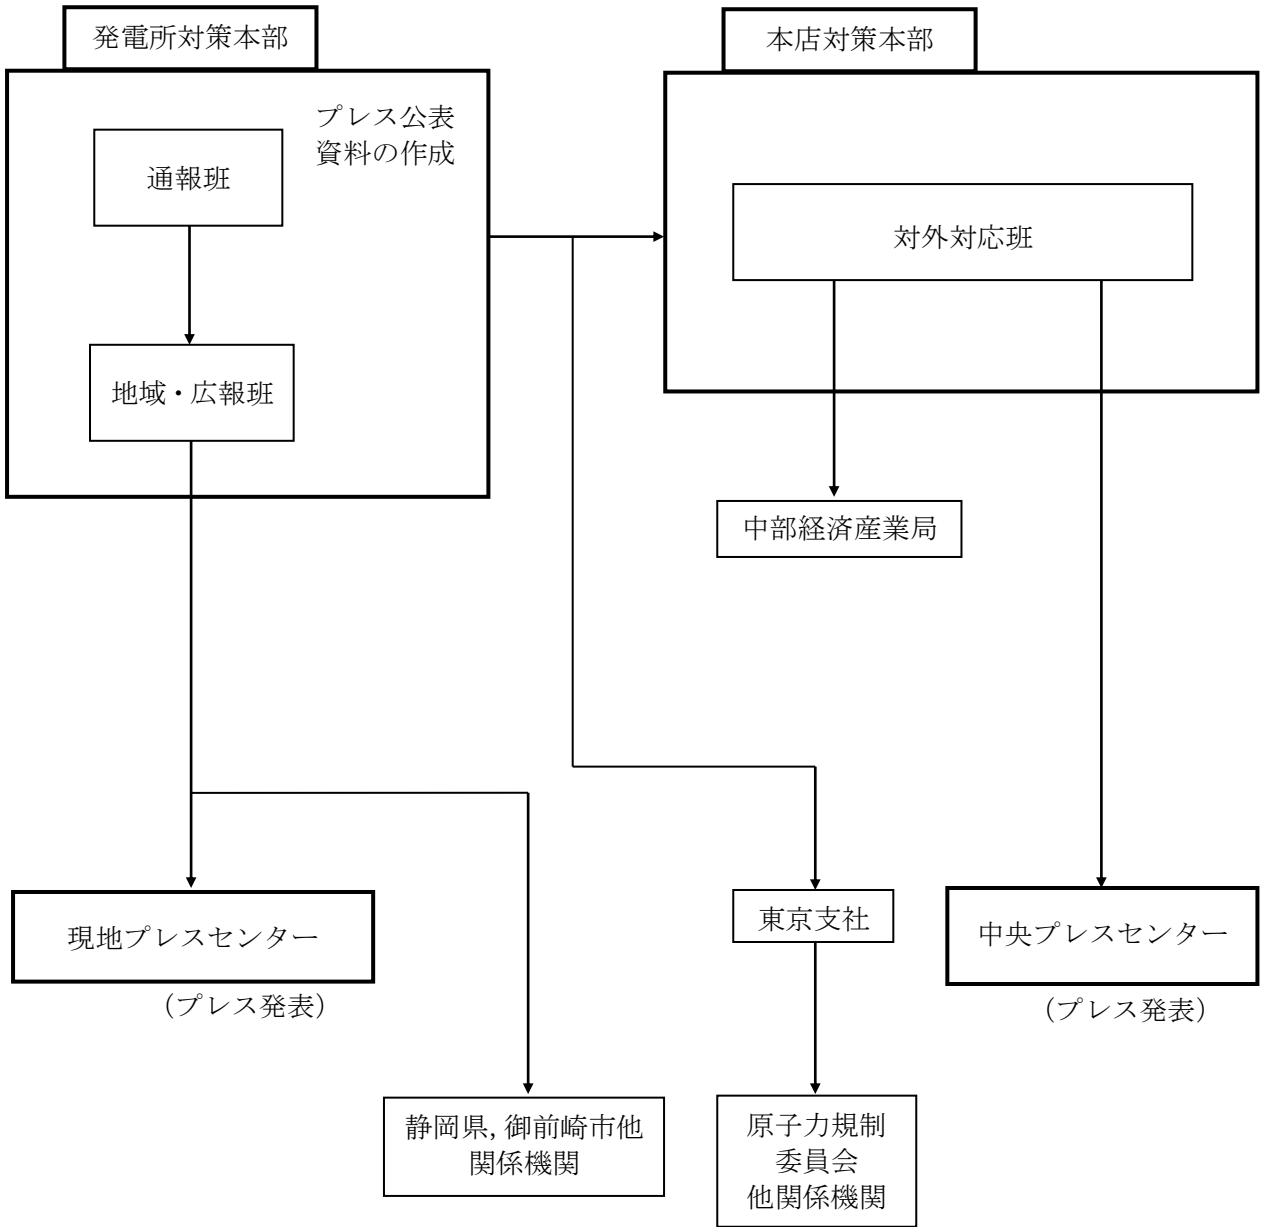 発電所対策本部
本店対策本部
プレス公表
資料の作成
通報班
対外対応班
地域・広報班
中部経済産業局
東京支社
現地プレスセンター
中央プレスセンター
（プレス発表）
（プレス発表）
静岡県，御前崎市他
関係機関
原子力規制
委員会
他関係機関